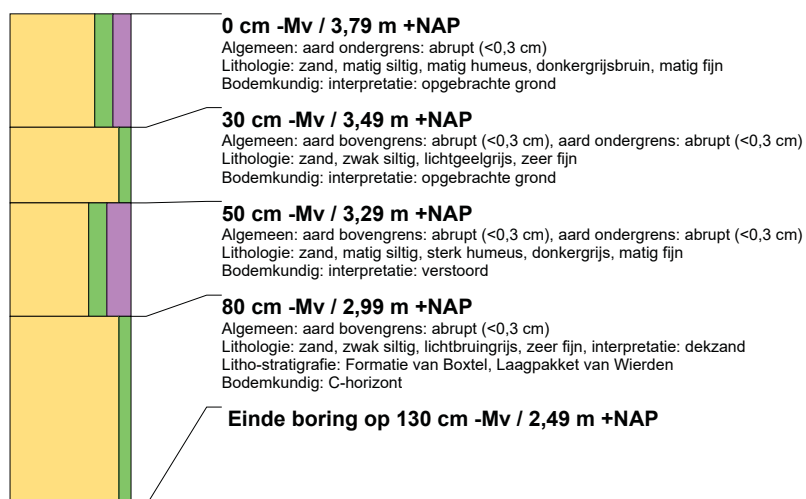 0 cm -Mv / 3,79 m +NAP
Algemeen: aard ondergrens: abrupt (<0,3 cm)
Lithologie: zand, matig siltig, matig humeus, donkergrijsbruin, matig fijn
Bodemkundig: interpretatie: opgebrachte grond
30 cm -Mv / 3,49 m +NAP
Algemeen: aard bovengrens: abrupt (<0,3 cm), aard ondergrens: abrupt (<0,3 cm)
Lithologie: zand, zwak siltig, lichtgeelgrijs, zeer fijn
Bodemkundig: interpretatie: opgebrachte grond
50 cm -Mv / 3,29 m +NAP
Algemeen: aard bovengrens: abrupt (<0,3 cm), aard ondergrens: abrupt (<0,3 cm)
Lithologie: zand, matig siltig, sterk humeus, donkergrijs, matig fijn
Bodemkundig: interpretatie: verstoord
80 cm -Mv / 2,99 m +NAP
Algemeen: aard bovengrens: abrupt (<0,3 cm)
Lithologie: zand, zwak siltig, lichtbruingrijs, zeer fijn, interpretatie: dekzand
Litho-stratigrafie: Formatie van Boxtel, Laagpakket van Wierden
Bodemkundig: C-horizont
Einde boring op 130 cm -Mv / 2,49 m +NAP